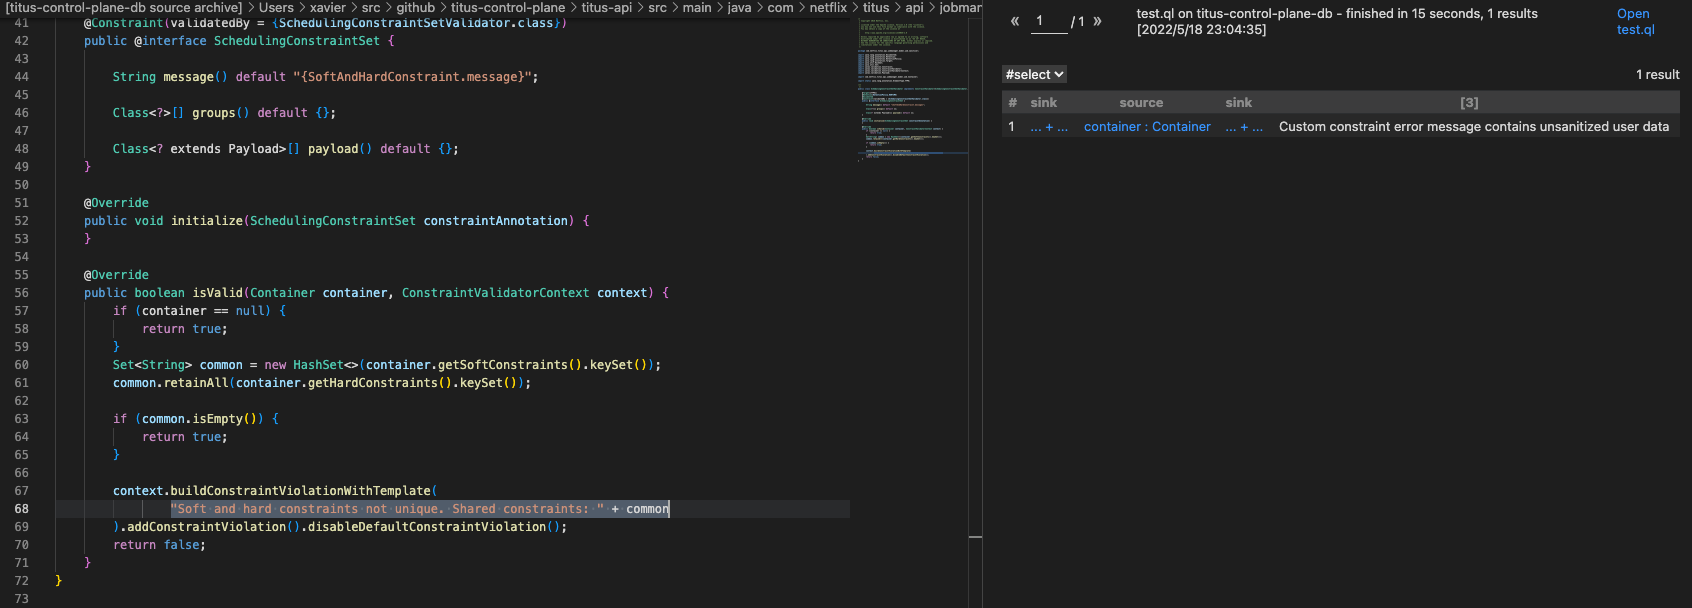 [titus-control-plane-db source archive] > Users > xavier > src > github > titus-control-plane > titus-api > src > main > java > com > netflix > titus > api > jobmar
41 @Constraint(validatedBy = {SchedulingConstraintSetValidator.class})
42 public @interface SchedulingConstraintSet {
43
44 String message() default "{SoftAndHardConstraint.message}";
45
46 Class<?>[] groups() default {};
47
48 Class<? extends Payload>[] payload() default {};
49 }
50
51 @Override
52 public void initialize(SchedulingConstraintSet constraintAnnotation) {
53 }
54
55 @Override
56 public boolean isValid(Container container, ConstraintValidatorContext context) {
57 if (container == null) {
58 return true;
59 }
60 Set<String> common = new HashSet<>(container.getSoftConstraints().keySet());
61 common.retainAll(container.getHardConstraints().keySet());
62
63 if (common.isEmpty()) {
64 return true;
65 }
66
67 context.buildConstraintViolationWithTemplate(
68 "Soft and hard constraints not unique. Shared constraints: " + common
69 ).addConstraintViolation().disableDefaultConstraintViolation();
70 return false;
71 }
72 }
73
« 1 / 1 »
test.ql on titus-control-plane-db - finished in 15 seconds, 1 results [2022/5/18 23:04:35]
Open test.ql
#select
1 result
# sink source sink [3]
1 ... + ... container : Container ... + ... Custom constraint error message contains unsanitized user data